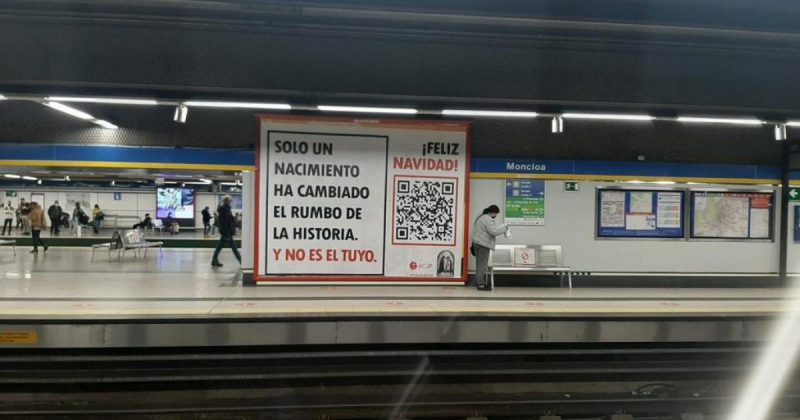 SOLO UN
NACIMIENTO
HA CAMBIADO
EL RUMBO DE
LA HISTORIA.
Y NO ES EL TUYO.
¡FELIZ
NAVIDAD!
Moncloa